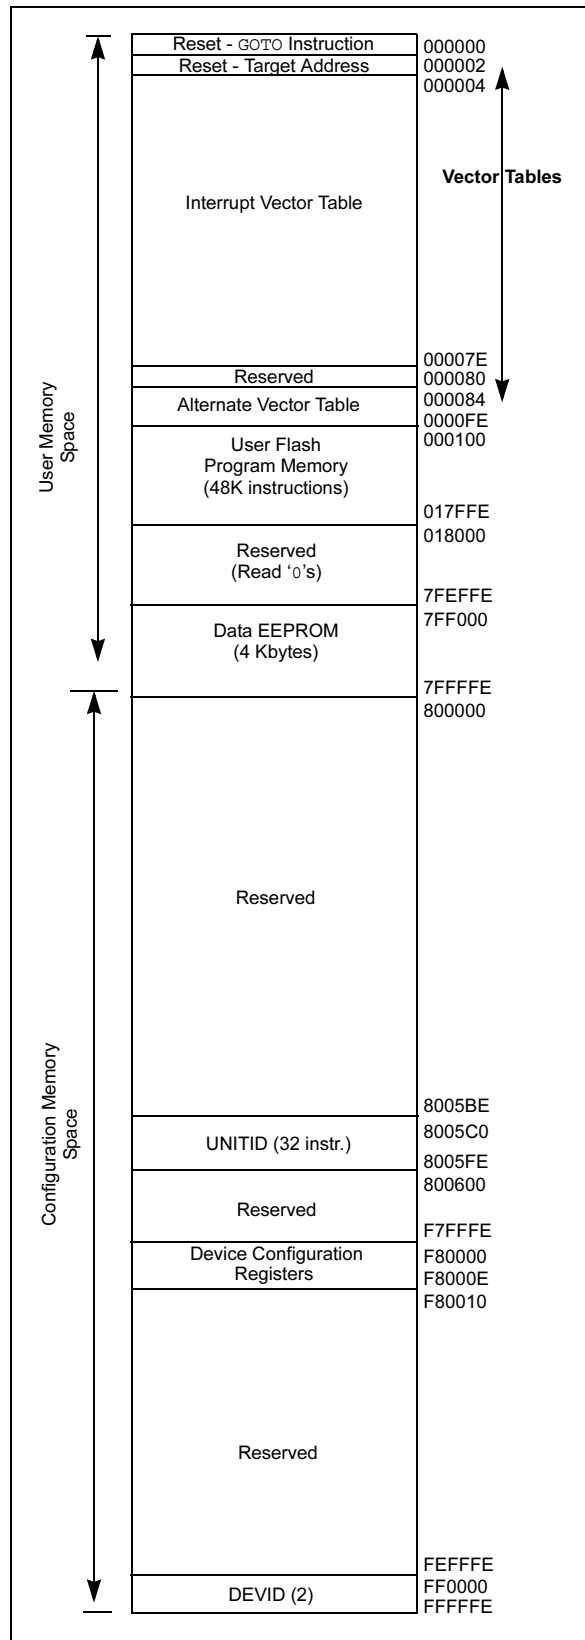 Reset - GOTO Instruction
000000
Reset - Target Address
000002
000004
Vector Tables
Interrupt Vector Table
00007E
Reserved
000080
Alternate Vector Table
000084
0000FE
User Memory
Space
User Flash
Program Memory
(48K instructions)
000100
017FFE
018000
Reserved
(Read ‘0’s)
7FEFFE
7FF000
Data EEPROM
(4 Kbytes)
7FFFFE
800000
Reserved
Configuration Memory
Space
8005BE
UNITID (32 instr.)
8005C0
8005FE
800600
Reserved
F7FFFE
Device Configuration
Registers
F80000
F8000E
F80010
Reserved
FEFFFE
DEVID (2)
FF0000
FFFFFE